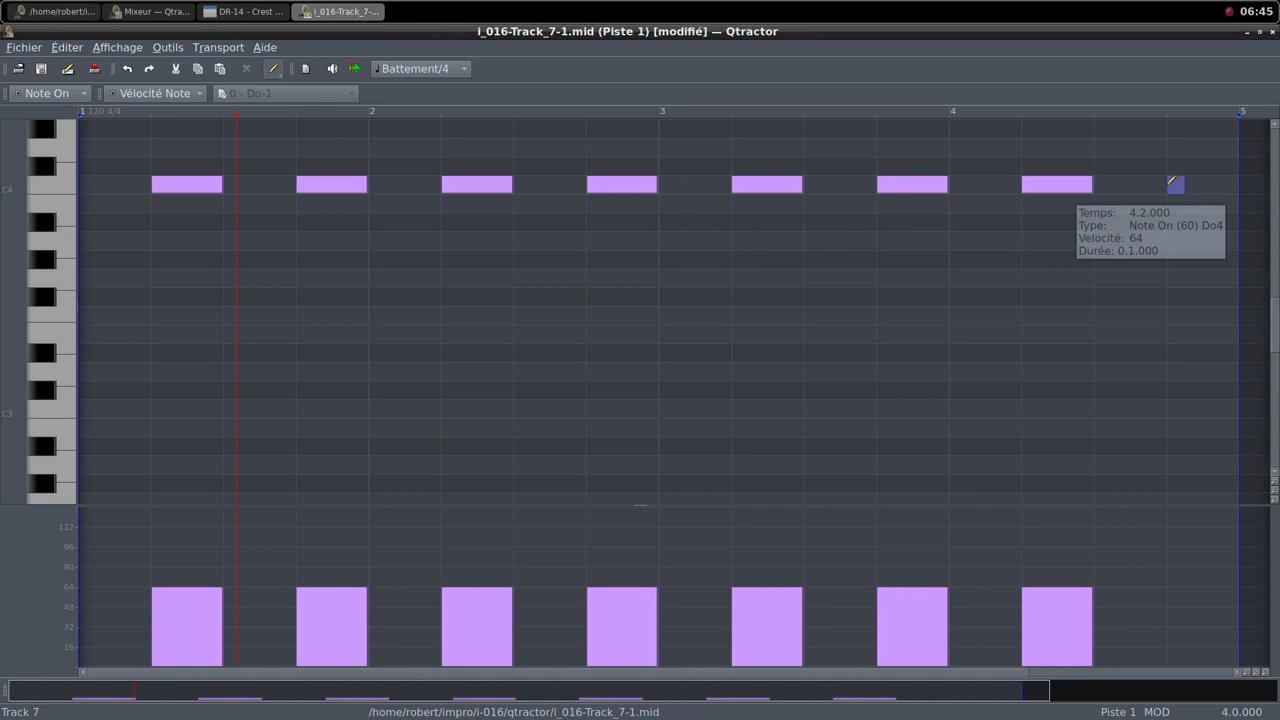 /home/robert/i...
Mixeur — Qtra...
DR-14 - Crest ...
i_016-Track_7-...
06:45
i_016-Track_7-1.mid (Piste 1) [modifié] — Qtractor
Fichier Éditer Affichage Outils Transport Aide
Battement/4
Note On Vélocité Note 0 - Do-1
1 120 4/4 2 3 4 5
C4
Temps: 4.2.000
Type: Note On (60) Do4
Velocité: 64
Durée: 0.1.000
C3
112
96
80
64
48
32
16
Track 7 /home/robert/impro/i-016/qtractor/i_016-Track_7-1.mid Piste 1 MOD 4.0.000